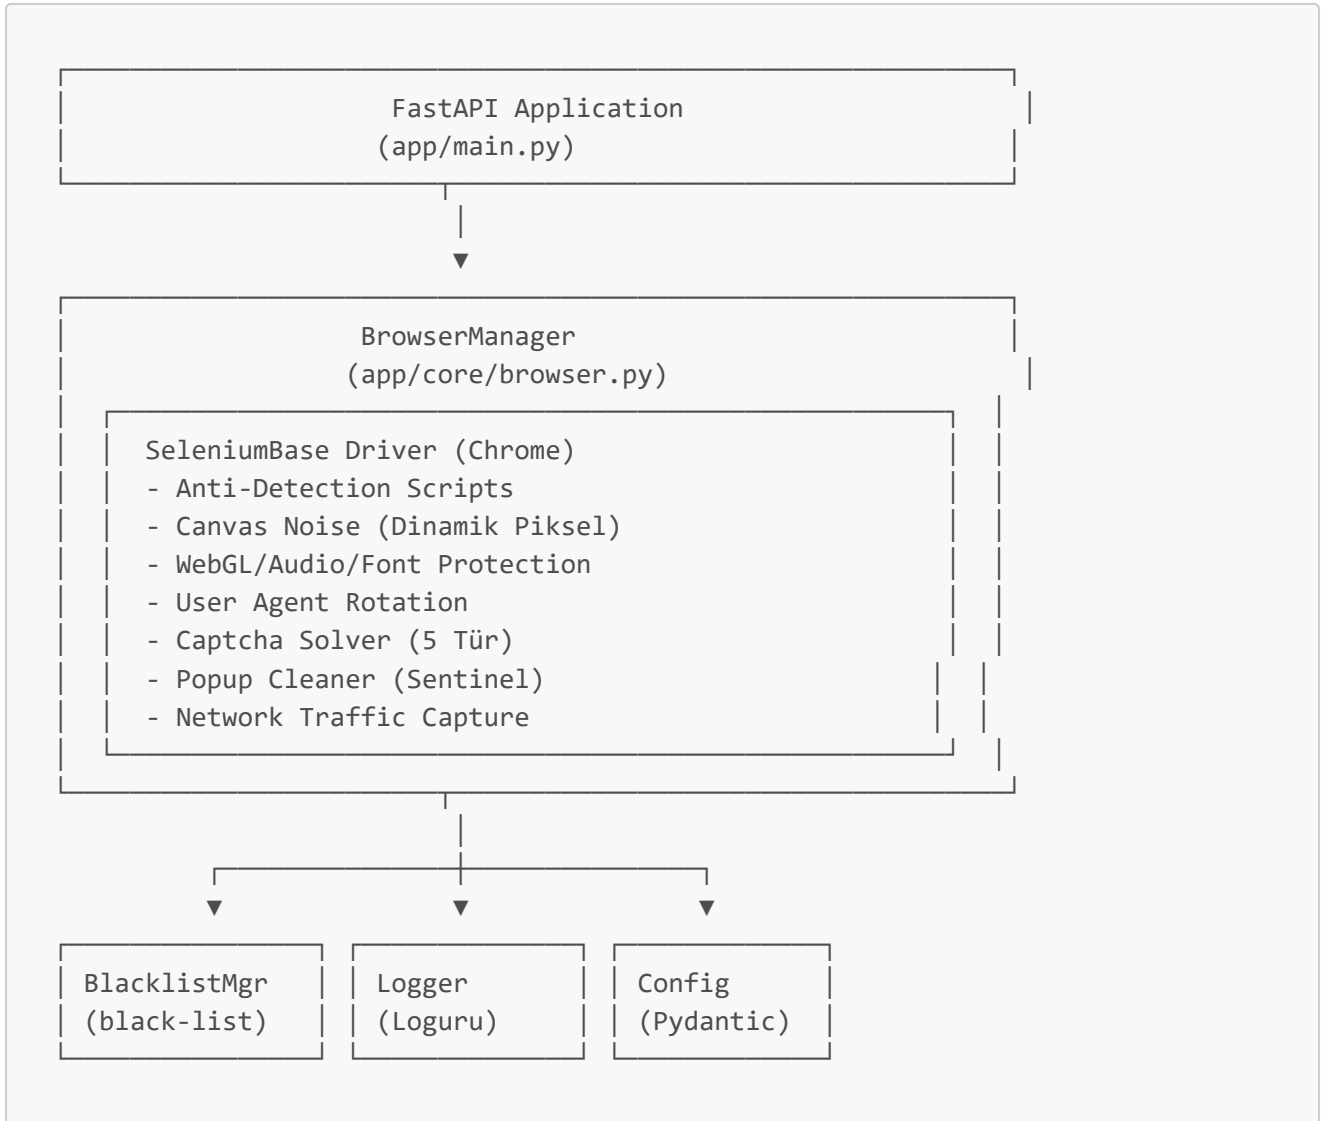 FastAPI Application
(app/main.py)
BrowserManager
(app/core/browser.py)
SeleniumBase Driver (Chrome)
- Anti-Detection Scripts
- Canvas Noise (Dinamik Piksel)
- WebGL/Audio/Font Protection
- User Agent Rotation
- Captcha Solver (5 Tür)
- Popup Cleaner (Sentinel)
- Network Traffic Capture
BlacklistMgr Logger Config
(black-list) (Loguru) (Pydantic)